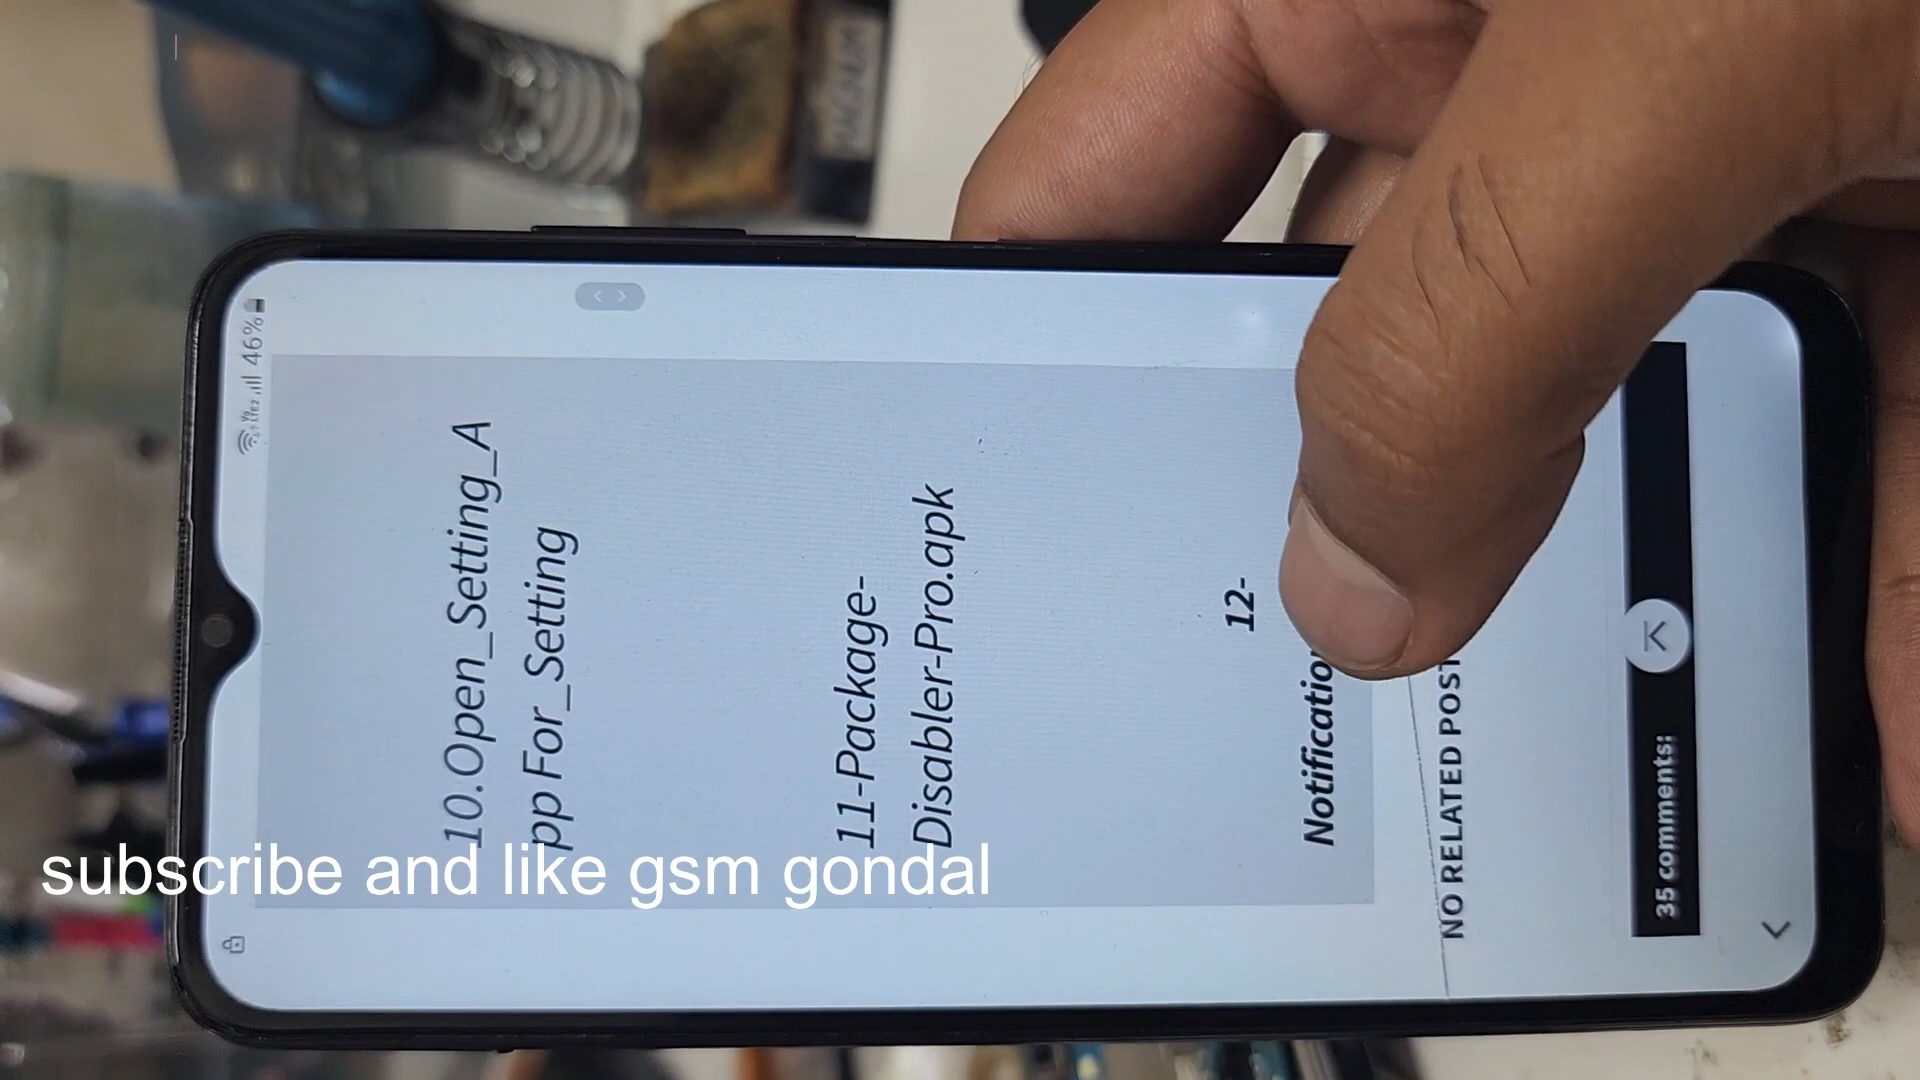 46%
10.Open_Setting_A
pp For_Setting
11-Package-
Disabler-Pro.apk
12-
Notification
NO RELATED POST
35 comments:
subscribe and like gsm gondal